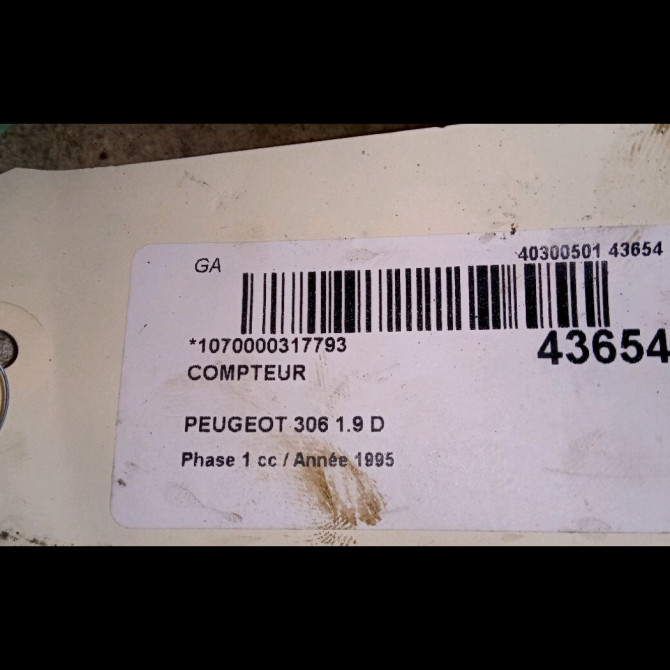 GA
40300501 43654
*1070000317793
43654
COMPTEUR
PEUGEOT 306 1.9 D
Phase 1 cc / Année 1995